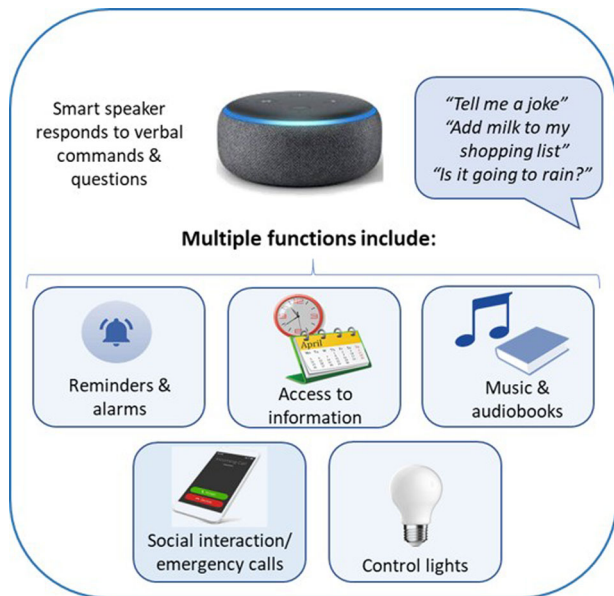 Smart speaker
responds to verbal
commands &
questions
“Tell me a joke”
“Add milk to my
shopping list”
“Is it going to rain?”
Multiple functions include:
Reminders &
alarms
April
Access to
information
Music &
audiobooks
Social interaction/
emergency calls
Control lights